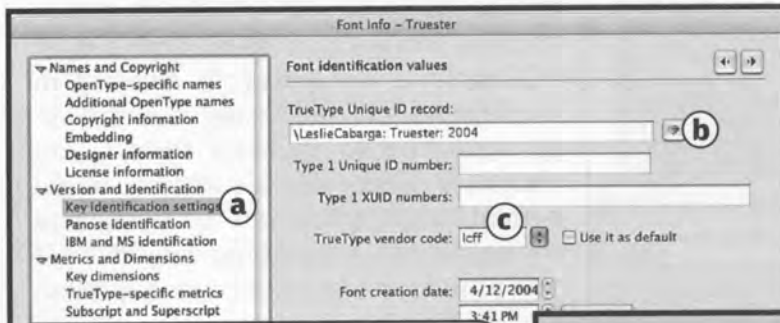 Font Info – Truester
Names and Copyright
OpenType-specific names
Additional OpenType names
Copyright information
Embedding
Designer information
License information
Version and Identification
Key identification settings
a
Panose identification
IBM and MS identification
Metrics and Dimensions
Key dimensions
TrueType-specific metrics
Subscript and Superscript
Font identification values
TrueType Unique ID record:
\LeslieCabarga: Truester: 2004
b
Type 1 Unique ID number:
Type 1 XUID numbers:
c
TrueType vendor code: lcff Use it as default
Font creation date: 4/12/2004
3:41 PM